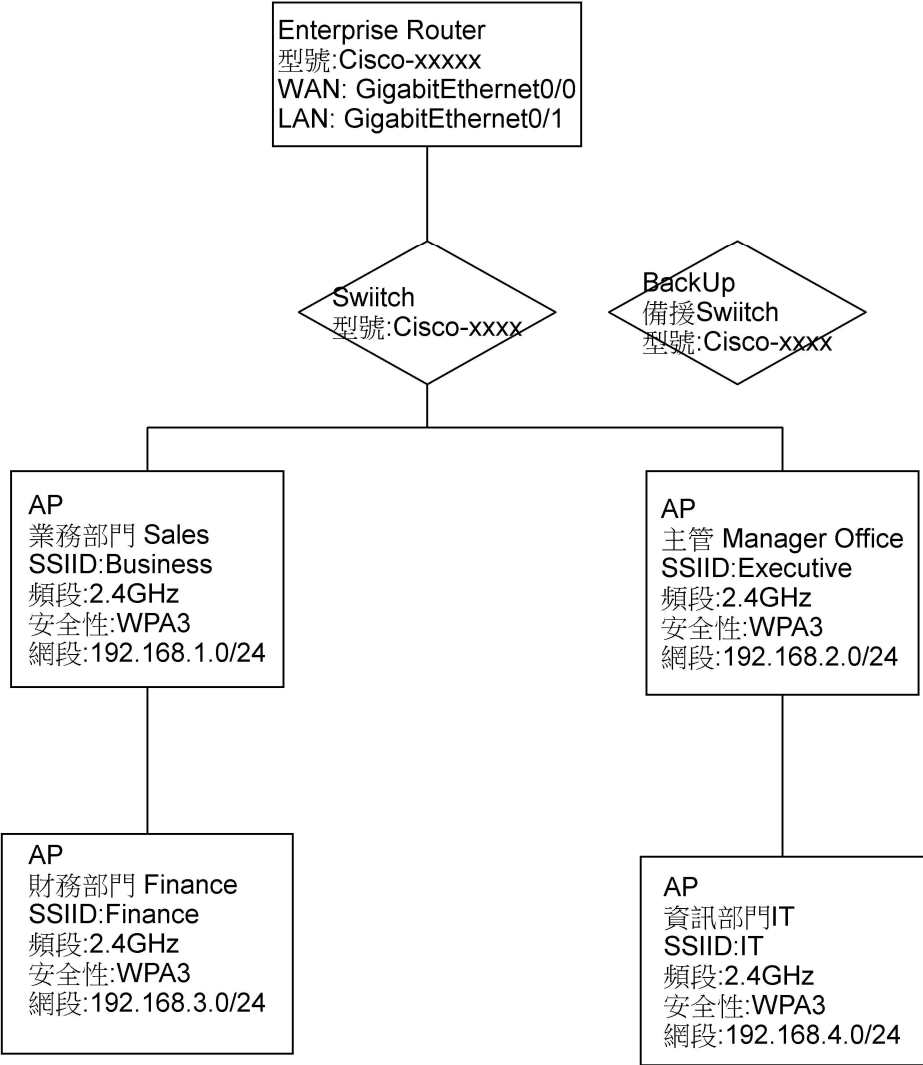 Enterprise Router
型號:Cisco-xxxxx
WAN: GigabitEthernet0/0
LAN: GigabitEthernet0/1
Swiitch
型號:Cisco-xxxx
BackUp
備援Swiitch
型號:Cisco-xxxx
AP
業務部門 Sales
SSIID:Business
頻段:2.4GHz
安全性:WPA3
網段:192.168.1.0/24
AP
主管 Manager Office
SSIID:Executive
頻段:2.4GHz
安全性:WPA3
網段:192.168.2.0/24
AP
財務部門 Finance
SSIID:Finance
頻段:2.4GHz
安全性:WPA3
網段:192.168.3.0/24
AP
資訊部門IT
SSIID:IT
頻段:2.4GHz
安全性:WPA3
網段:192.168.4.0/24